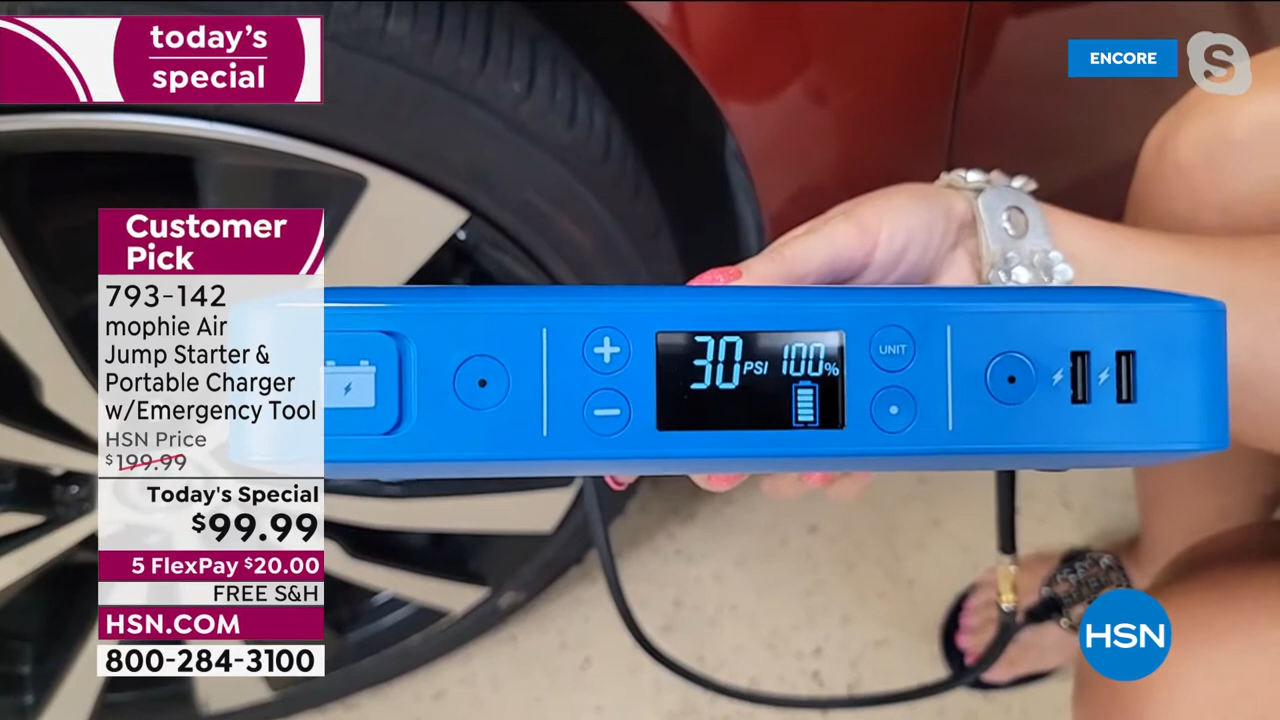 today's
special
ENCORE
S
Customer
Pick
793-142
mophie Air
Jump Starter &
Portable Charger
w/Emergency Tool
HSN Price
$199.99
Today's Special
$99.99
5 FlexPay $20.00
FREE S&H
HSN.COM
800-284-3100
+
30 PSI 100%
UNIT
−
HSN